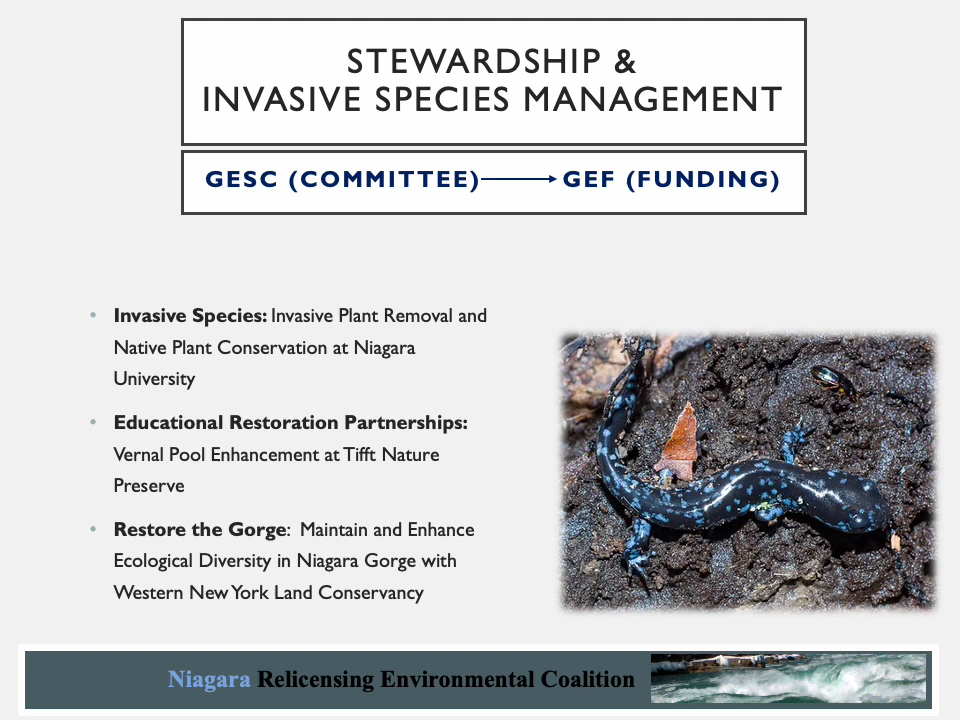 STEWARDSHIP &
INVASIVE SPECIES MANAGEMENT
GESC (COMMITTEE) GEF (FUNDING)
• Invasive Species: Invasive Plant Removal and
Native Plant Conservation at Niagara
University
• Educational Restoration Partnerships:
Vernal Pool Enhancement at Tifft Nature
Preserve
• Restore the Gorge: Maintain and Enhance
Ecological Diversity in Niagara Gorge with
Western New York Land Conservancy
Niagara Relicensing Environmental Coalition